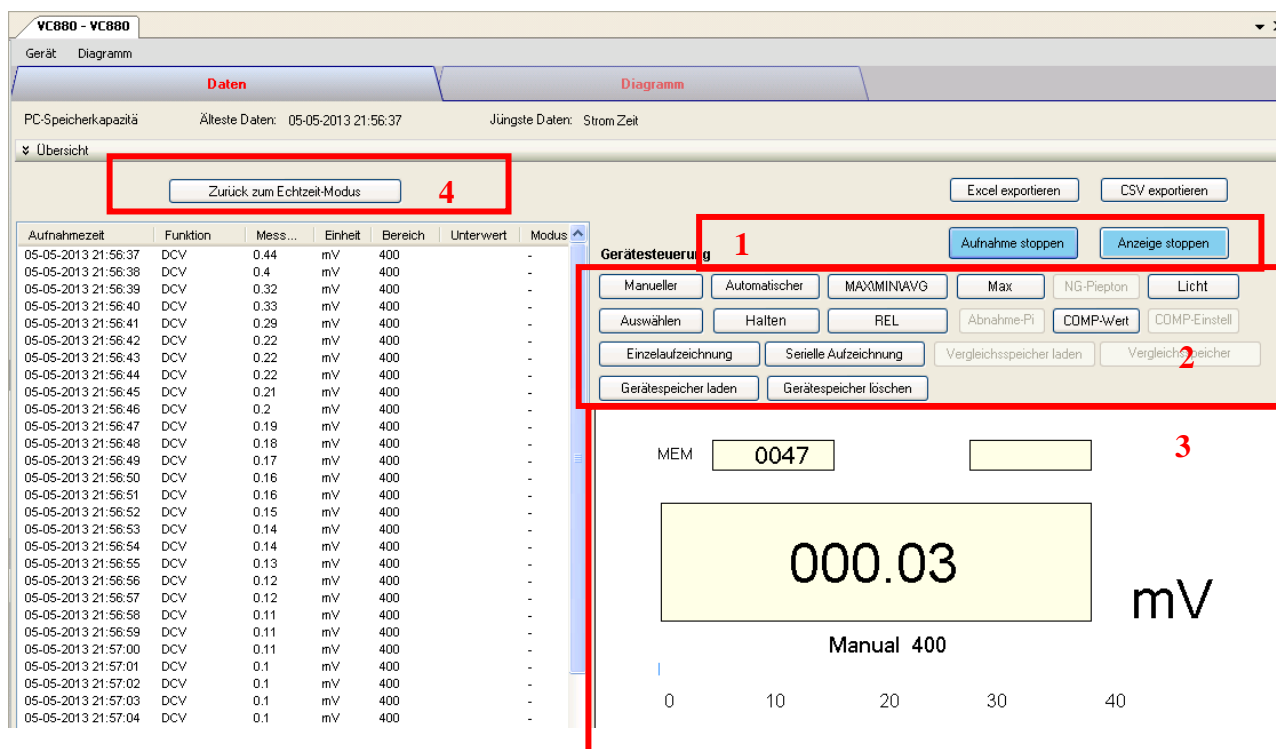 VC880 - VC880
Gerät Diagramm
Daten Diagramm
PC-Speicherkapazitä Älteste Daten: 05-05-2013 21:56:37 Jüngste Daten: Strom Zeit
Übersicht
Zurück zum Echtzeit-Modus 4 Excel exportieren CSV exportieren
1 Aufnahme stoppen Anzeige stoppen
Gerätesteuerung
Manueller Automatischer MAX\MIN\AVG Max NG-Piepton Licht
Auswählen Halten REL Abnahme-Pi COMP-Wert COMP-Einstell
Einzelaufzeichnung Serielle Aufzeichnung Vergleichsspeicher laden Vergleichsspeicher 2
Gerätespeicher laden Gerätespeicher löschen
Aufnahmezeit Funktion Mess... Einheit Bereich Unterwert Modus
05-05-2013 21:56:37 DCV 0.44 mV 400 -
05-05-2013 21:56:38 DCV 0.4 mV 400 -
05-05-2013 21:56:39 DCV 0.32 mV 400 -
05-05-2013 21:56:40 DCV 0.33 mV 400 -
05-05-2013 21:56:41 DCV 0.29 mV 400 -
05-05-2013 21:56:42 DCV 0.22 mV 400 -
05-05-2013 21:56:43 DCV 0.22 mV 400 -
05-05-2013 21:56:44 DCV 0.22 mV 400 -
05-05-2013 21:56:45 DCV 0.21 mV 400 -
05-05-2013 21:56:46 DCV 0.2 mV 400 -
05-05-2013 21:56:47 DCV 0.19 mV 400 -
05-05-2013 21:56:48 DCV 0.18 mV 400 -
05-05-2013 21:56:49 DCV 0.17 mV 400 -
05-05-2013 21:56:50 DCV 0.16 mV 400 -
05-05-2013 21:56:51 DCV 0.16 mV 400 -
05-05-2013 21:56:52 DCV 0.15 mV 400 -
05-05-2013 21:56:53 DCV 0.14 mV 400 -
05-05-2013 21:56:54 DCV 0.14 mV 400 -
05-05-2013 21:56:55 DCV 0.13 mV 400 -
05-05-2013 21:56:56 DCV 0.12 mV 400 -
05-05-2013 21:56:57 DCV 0.12 mV 400 -
05-05-2013 21:56:58 DCV 0.11 mV 400 -
05-05-2013 21:56:59 DCV 0.11 mV 400 -
05-05-2013 21:57:00 DCV 0.11 mV 400 -
05-05-2013 21:57:01 DCV 0.1 mV 400 -
05-05-2013 21:57:02 DCV 0.1 mV 400 -
05-05-2013 21:57:03 DCV 0.1 mV 400 -
05-05-2013 21:57:04 DCV 0.1 mV 400 -
MEM 0047 3
000.03
mV
Manual 400
0 10 20 30 40